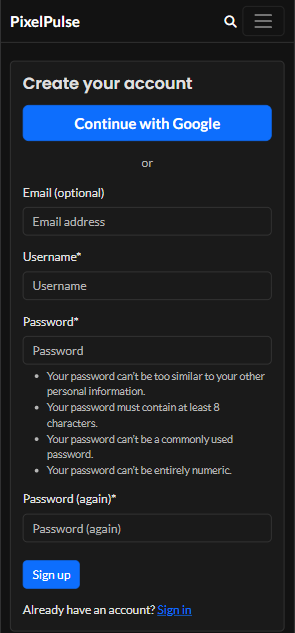 PixelPulse
Create your account
Continue with Google
or
Email (optional)
Email address
Username*
Username
Password*
Password
• Your password can't be too similar to your other
personal information.
• Your password must contain at least 8
characters.
• Your password can't be a commonly used
password.
• Your password can't be entirely numeric.
Password (again)*
Password (again)
Sign up
Already have an account? Sign in